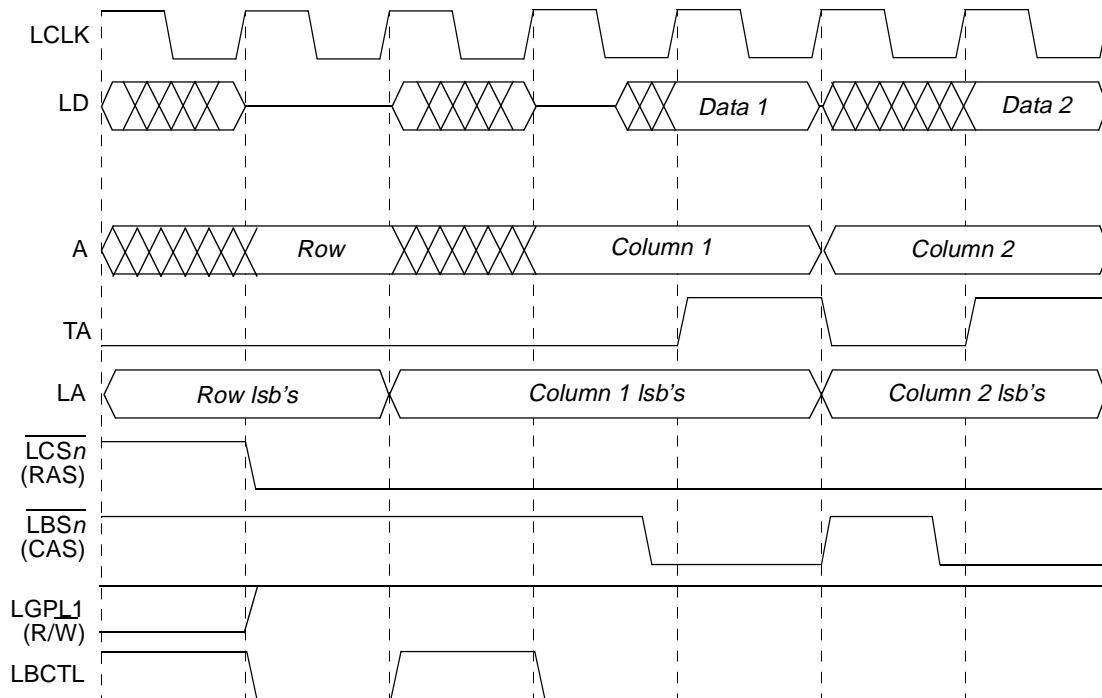 LCLK
LD Data 1 Data 2
A Row Column 1 Column 2
TA
LA Row lsb's Column 1 lsb's Column 2 lsb's
LCSn
(RAS)
LBSn
(CAS)
LGPL1
(R/W)
LBCTL